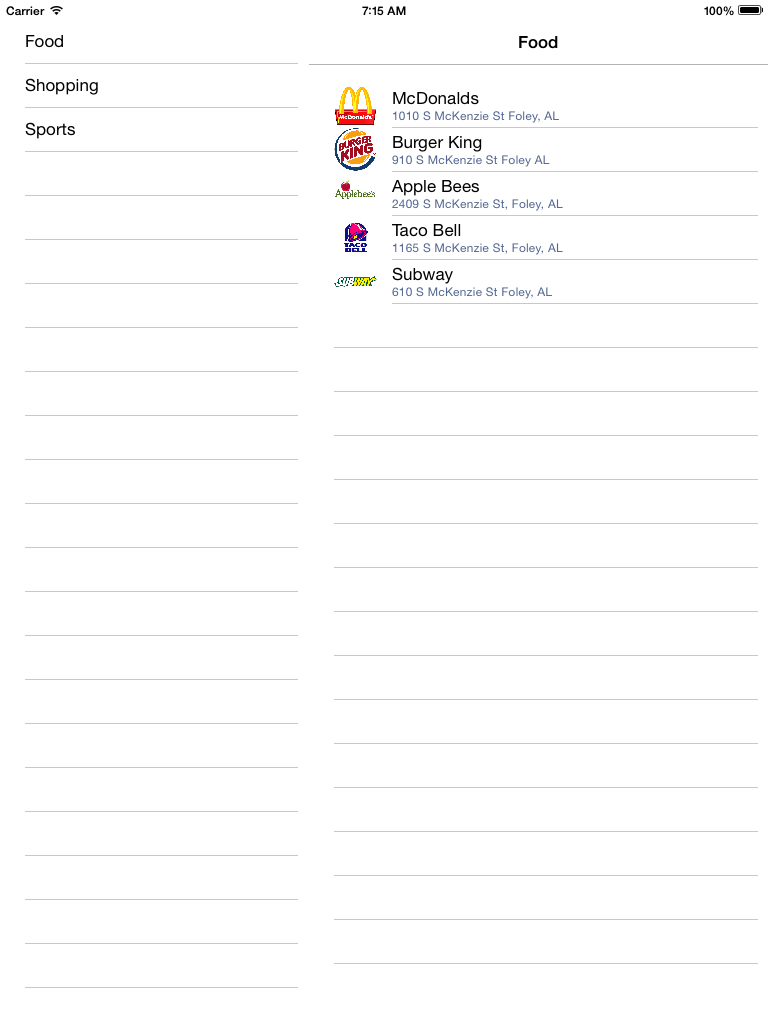 Carrier 7:15 AM 100%
Food
Shopping
Sports
Food
McDonald's
McDonalds
1010 S McKenzie St Foley, AL
BURGER
KING
Burger King
910 S McKenzie St Foley AL
Applebee's
Apple Bees
2409 S McKenzie St, Foley, AL
TACO
BELL
Taco Bell
1165 S McKenzie St, Foley, AL
SUBWAY
Subway
610 S McKenzie St Foley, AL